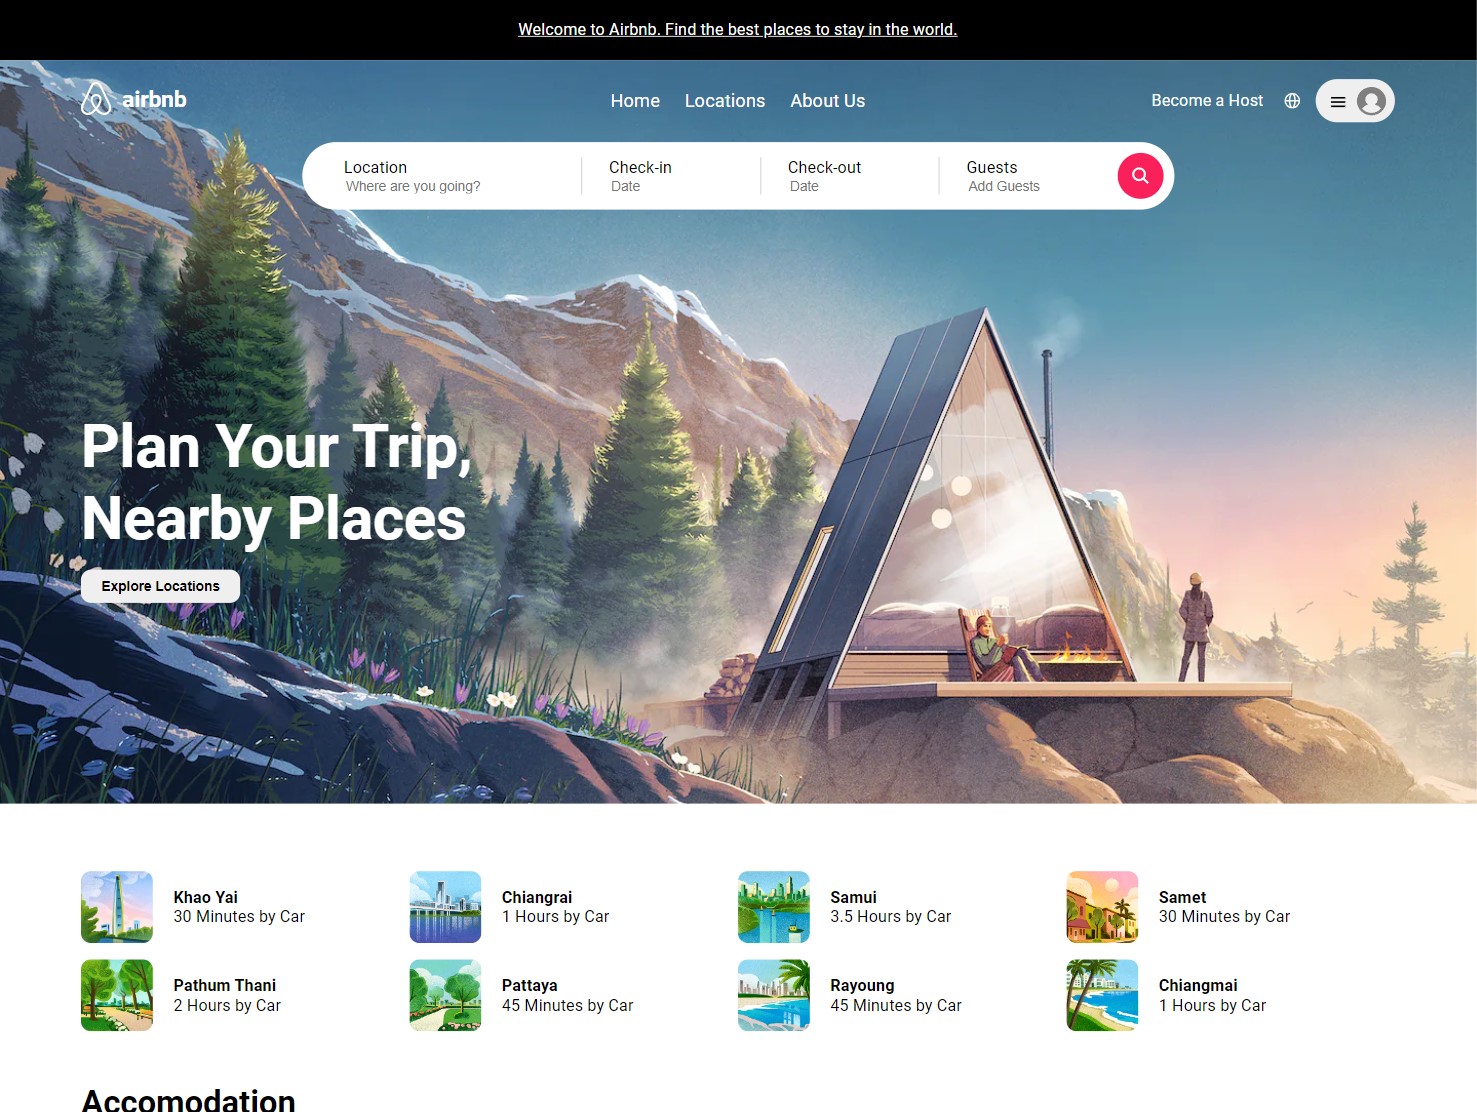 Welcome to Airbnb. Find the best places to stay in the world.
airbnb
Home Locations About Us
Become a Host
Location
Where are you going?
Check-in
Date
Check-out
Date
Guests
Add Guests
Plan Your Trip,
Nearby Places
Explore Locations
Khao Yai
30 Minutes by Car
Chiangrai
1 Hours by Car
Samui
3.5 Hours by Car
Samet
30 Minutes by Car
Pathum Thani
2 Hours by Car
Pattaya
45 Minutes by Car
Rayoung
45 Minutes by Car
Chiangmai
1 Hours by Car
Accomodation